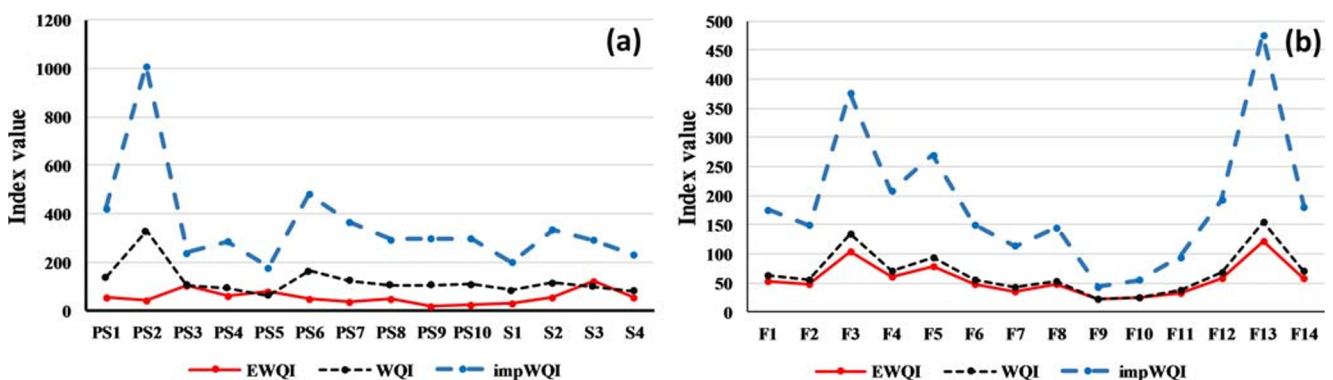 (a)
Index value
1200
1000
800
600
400
200
0
PS1 PS2 PS3 PS4 PS5 PS6 PS7 PS8 PS9 PS10 S1 S2 S3 S4
EWQI WQI impWQI
(b)
Index value
500
450
400
350
300
250
200
150
100
50
0
F1 F2 F3 F4 F5 F6 F7 F8 F9 F10 F11 F12 F13 F14
EWQI WQI impWQI